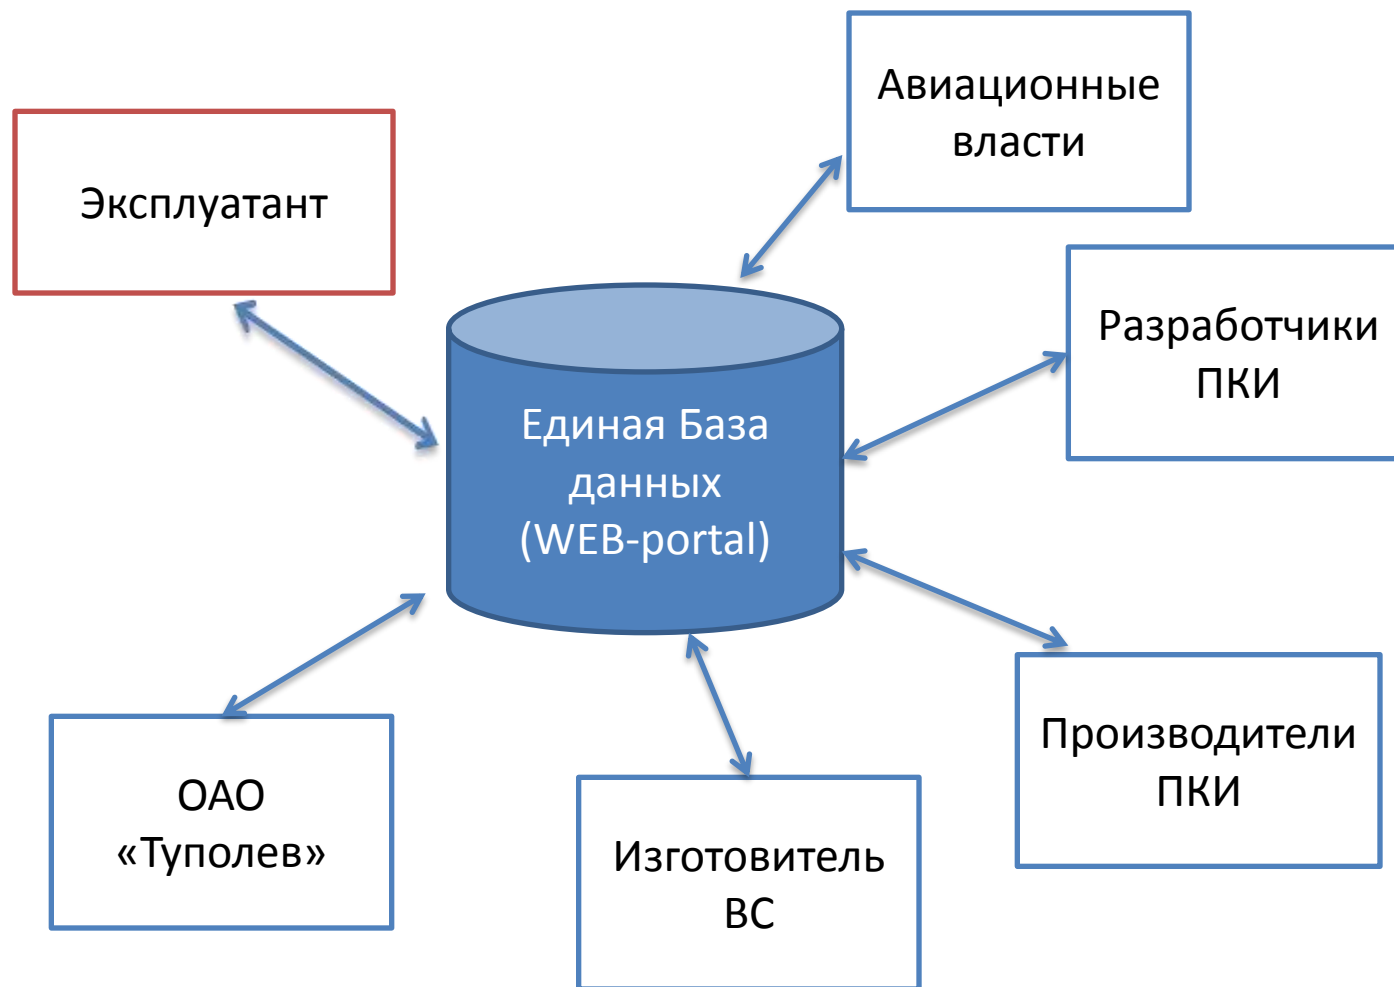 Авиационные
власти
Эксплуатант
Разработчики
ПКИ
Единая База
данных
(WEB-portal)
Производители
ПКИ
ОАО
«Туполев»
Изготовитель
ВС